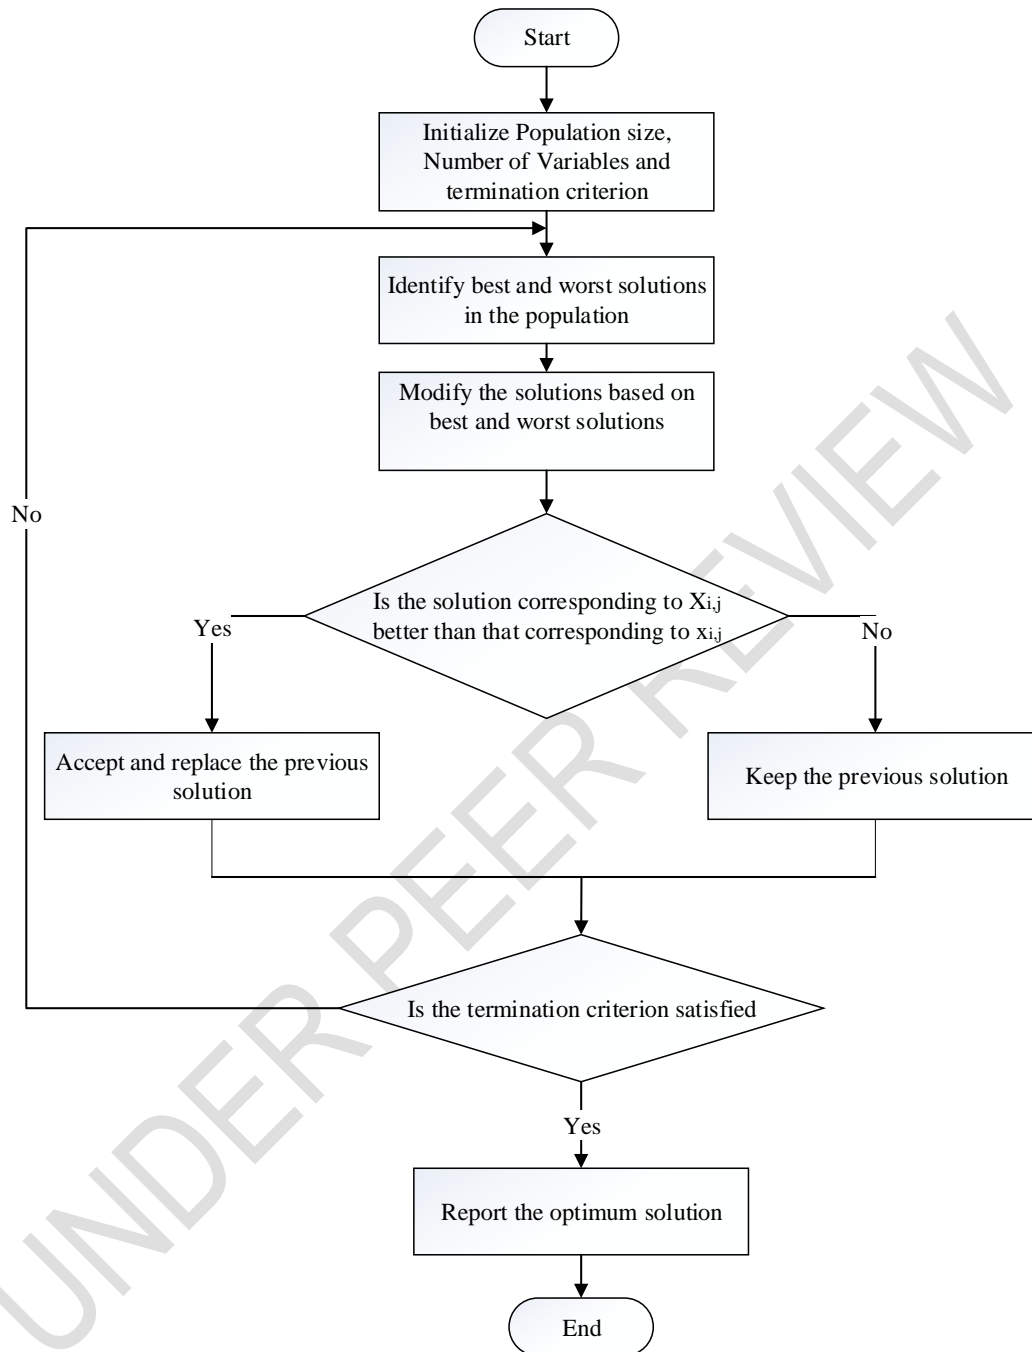 Start
Initialize Population size,
Number of Variables and
termination criterion
Identify best and worst solutions
in the population
Modify the solutions based on
best and worst solutions
No
Is the solution corresponding to Xi,j
better than that corresponding to xi,j
Yes
No
Accept and replace the previous
solution
Keep the previous solution
Is the termination criterion satisfied
Yes
Report the optimum solution
End
UNDER PEER REVIEW